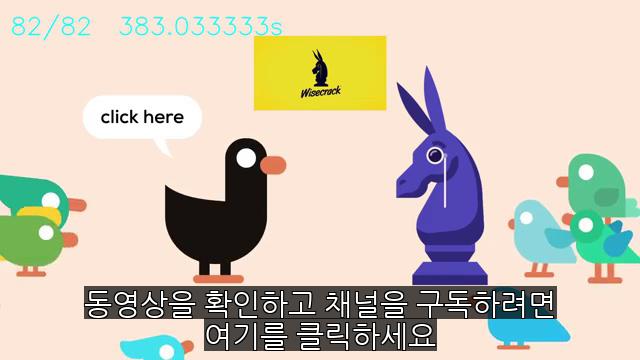 82/82 383.033333s
Wisecrack
click here
동영상을 확인하고 채널을 구독하려면
여기를 클릭하세요